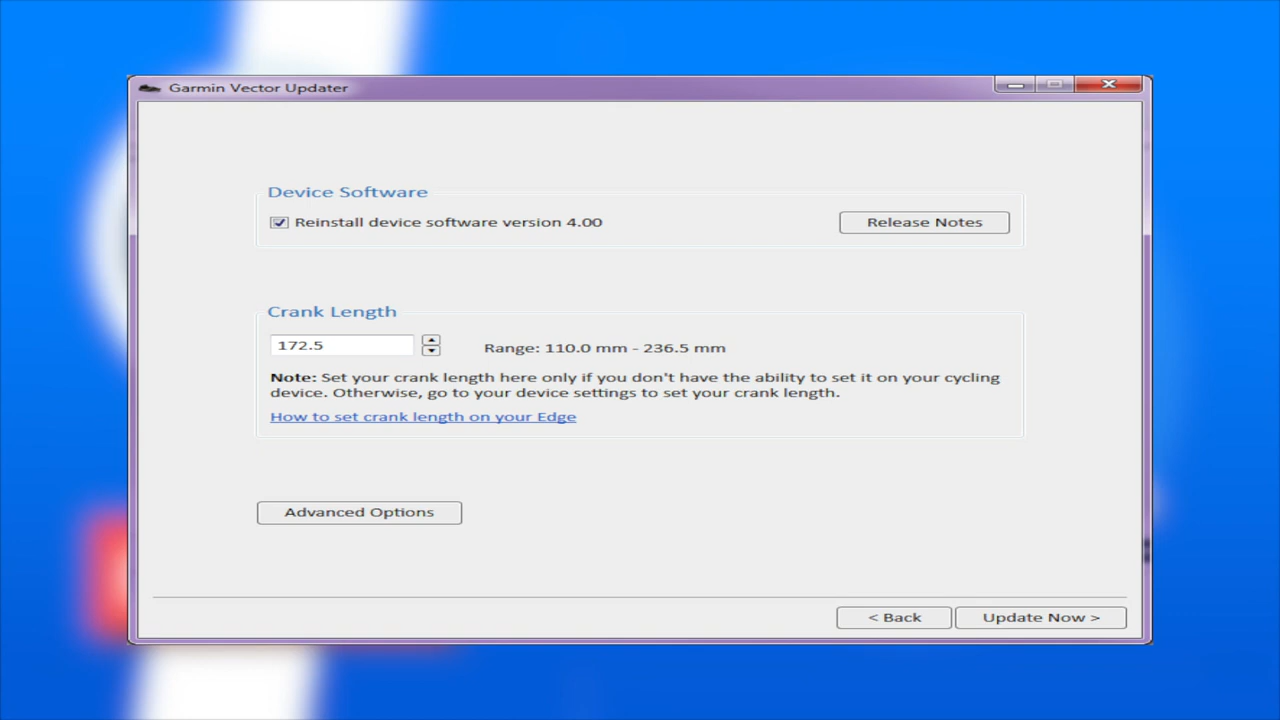 Garmin Vector Updater
Device Software
Reinstall device software version 4.00
Release Notes
Crank Length
172.5
Range: 110.0 mm - 236.5 mm
Note: Set your crank length here only if you don't have the ability to set it on your cycling
device. Otherwise, go to your device settings to set your crank length.
How to set crank length on your Edge
Advanced Options
< Back
Update Now >